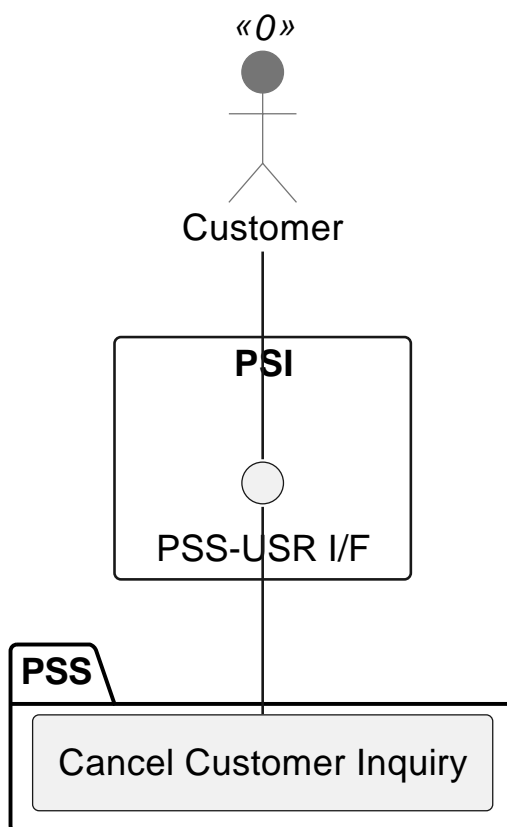 «0»
Customer
PSI
PSS-USR I/F
PSS
Cancel Customer Inquiry